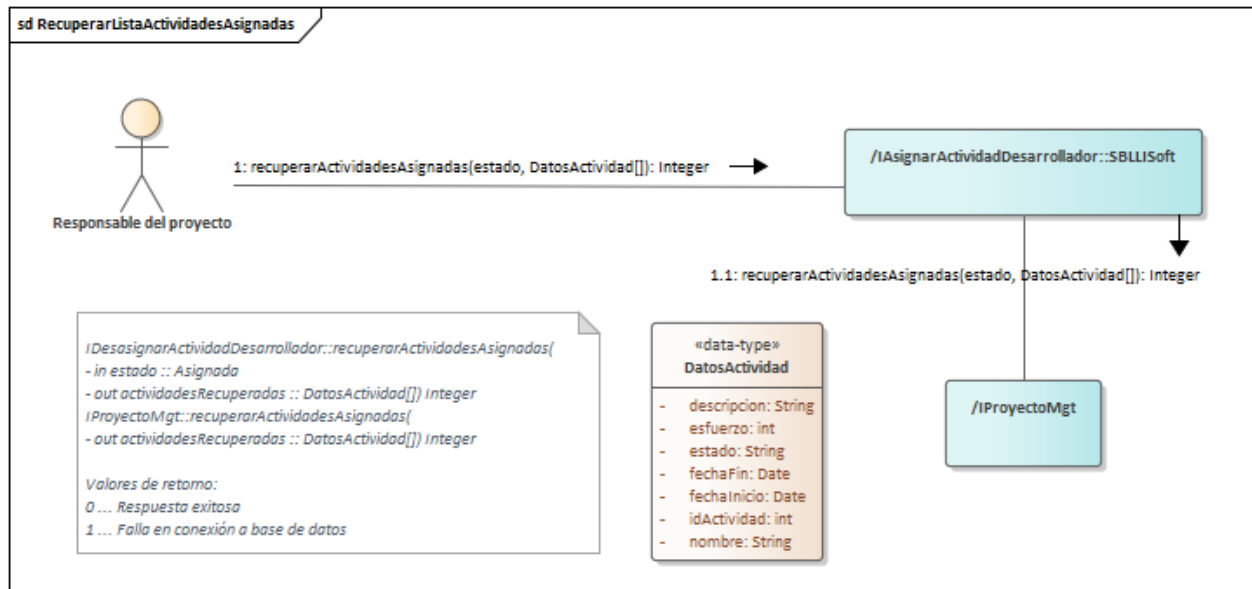 sd RecuperarListaActividadesAsignadas
1: recuperarActividadesAsignadas(estado, DatosActividad[]): Integer
/IAsignarActividadDesarrollador::SBLLISoft
Responsable del proyecto
1.1: recuperarActividadesAsignadas(estado, DatosActividad[]): Integer
IDesasignarActividadDesarrollador::recuperarActividadesAsignadas(
- in estado :: Asignada
- out actividadesRecuperadas :: DatosActividad[]) Integer
IProyectoMgt::recuperarActividadesAsignadas(
- out actividadesRecuperadas :: DatosActividad[]) Integer
Valores de retorno:
0 ... Respuesta exitosa
1 ... Falla en conexión a base de datos
«data-type»
DatosActividad
- descripcion: String
- esfuerzo: int
- estado: String
- fechaFin: Date
- fechaInicio: Date
- idActividad: int
- nombre: String
/IProyectoMgt